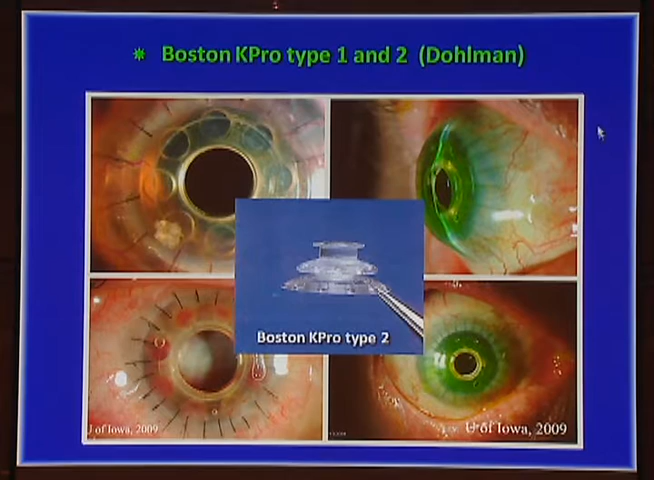 * Boston KPro type 1 and 2 (Dohlman)
Boston KPro type 2
J of Iowa, 2009
U of Iowa, 2009